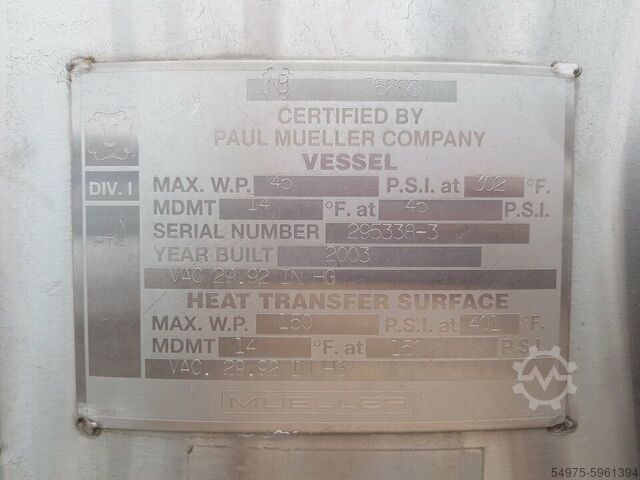 NB 35690
CERTIFIED BY
PAUL MUELLER COMPANY
VESSEL
U
DIV. I
MAX. W.P. 45 P.S.I. at 302 °F.
MDMT 14 °F. at 45 P.S.I.
SERIAL NUMBER 295338-3
YEAR BUILT 2003
VAC 29.92 IN HG
HEAT TRANSFER SURFACE
MAX. W.P. 150 P.S.I. at 401 °F.
MDMT 14 °F. at 150 P.S.I.
VAC. 29.92 IN HG
MUELLER
54975-5961394